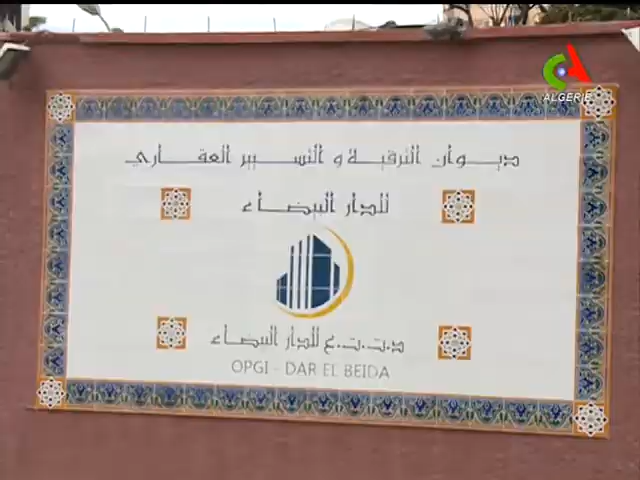 ALGERIE
ديوان الترقية و التسيير العقاري
للدار البيضاء
د.ت.ت.ع للدار البيضاء
OPGI - DAR EL BEIDA